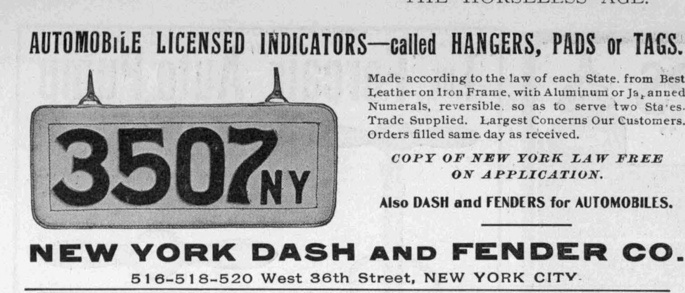 THE HORSELESS AGE.
AUTOMOBILE LICENSED INDICATORS—called HANGERS, PADS or TAGS.
Made according to the law of each State, from Best
Leather on Iron Frame, with Aluminum or Japanned
Numerals, reversible, so as to serve two States.
Trade Supplied. Largest Concerns Our Customers.
Orders filled same day as received.
COPY OF NEW YORK LAW FREE
ON APPLICATION.
Also DASH and FENDERS for AUTOMOBILES.
3507 NY
NEW YORK DASH AND FENDER CO.
516-518-520 West 36th Street, NEW YORK CITY.